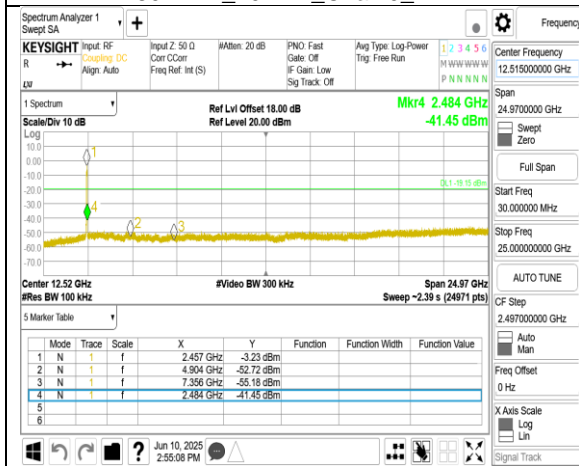 Spectrum Analyzer 1
Swept SA
Frequency
KEYSIGHT Input: RF
R Coupling: DC
Align: Auto
Input Z: 50 Ω
Corr CCorr
Freq Ref: Int (S)
#Atten: 20 dB
PNO: Fast
Gate: Off
IF Gain: Low
Sig Track: Off
Avg Type: Log-Power
Trig: Free Run
1 2 3 4 5 6
M W W W W W
P N N N N N
LXI
1 Spectrum
Scale/Div 10 dB
Ref Lvl Offset 18.00 dB
Ref Level 20.00 dBm
Mkr4 2.484 GHz
-41.45 dBm
Log
10.0
0.00
-10.0
-20.0
-30.0
-40.0
-50.0
-60.0
-70.0
1
4
2
3
Center 12.52 GHz
#Res BW 100 kHz
#Video BW 300 kHz
Span 24.97 GHz
Sweep ~2.39 s (24971 pts)
5 Marker Table
Mode Trace Scale X Y Function Function Width Function Value
1 N 1 f 2.457 GHz -3.23 dBm
2 N 1 f 4.904 GHz -52.72 dBm
3 N 1 f 7.356 GHz -55.18 dBm
4 N 1 f 2.484 GHz -41.45 dBm
5
6
Jun 10, 2025
2:55:08 PM
Center Frequency
12.515000000 GHz
Span
24.9700000 GHz
Swept
Zero
Full Span
Start Freq
30.000000 MHz
Stop Freq
25.000000000 GHz
AUTO TUNE
CF Step
2.497000000 GHz
Auto
Man
Freq Offset
0 Hz
X Axis Scale
Log
Lin
Signal Track